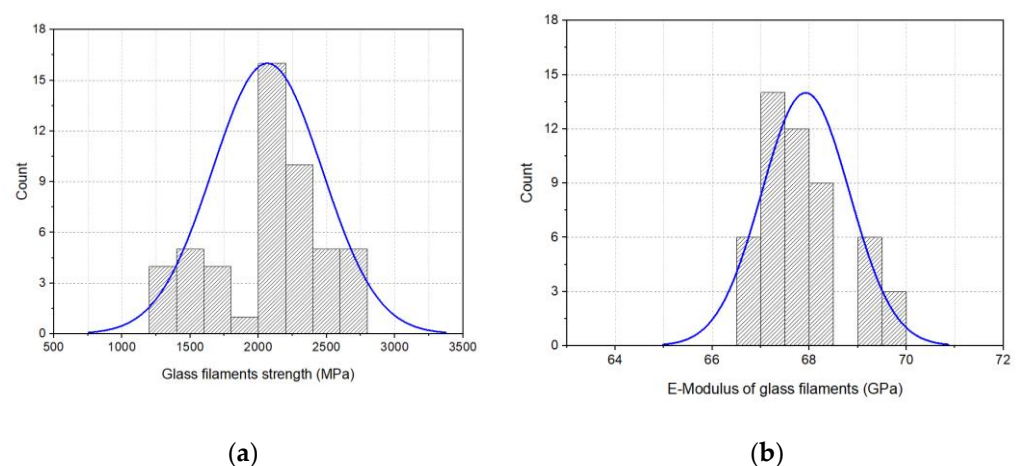 18
15
12
9
6
3
0
Count
500 1000 1500 2000 2500 3000 3500
Glass filaments strength (MPa)
(a)
18
15
12
9
6
3
0
Count
64 66 68 70 72
E-Modulus of glass filaments (GPa)
(b)